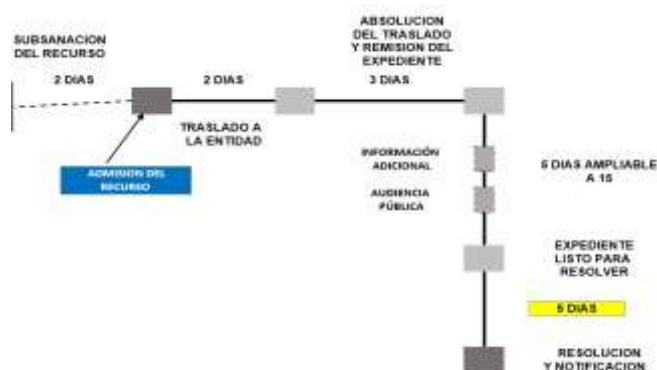 SUBSANACION
DEL RECURSO
2 DIAS
2 DIAS
ABSOLUCION
DEL TRASLADO
Y REMISION DEL
EXPEDIENTE
3 DIAS
TRASLADO A
LA ENTIDAD
ADMISION DEL
RECURSO
INFORMACIÓN
ADICIONAL
AUDIENCIA
PÚBLICA
5 DIAS AMPLIABLE
A 15
EXPEDIENTE
LISTO PARA
RESOLVER
5 DIAS
RESOLUCION
Y NOTIFICACION